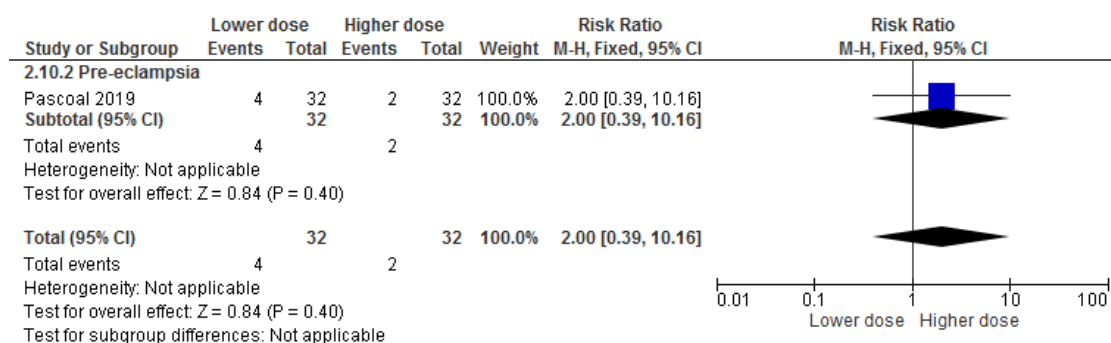 Lower dose Higher dose Risk Ratio Risk Ratio
Study or Subgroup Events Total Events Total Weight M-H, Fixed, 95% CI M-H, Fixed, 95% CI
2.10.2 Pre-eclampsia
Pascoal 2019 4 32 2 32 100.0% 2.00 [0.39, 10.16]
Subtotal (95% CI) 32 32 100.0% 2.00 [0.39, 10.16]
Total events 4 2
Heterogeneity: Not applicable
Test for overall effect: Z = 0.84 (P = 0.40)
Total (95% CI) 32 32 100.0% 2.00 [0.39, 10.16]
Total events 4 2
Heterogeneity: Not applicable
Test for overall effect: Z = 0.84 (P = 0.40)
Test for subgroup differences: Not applicable
0.01 0.1 1 10 100
Lower dose Higher dose